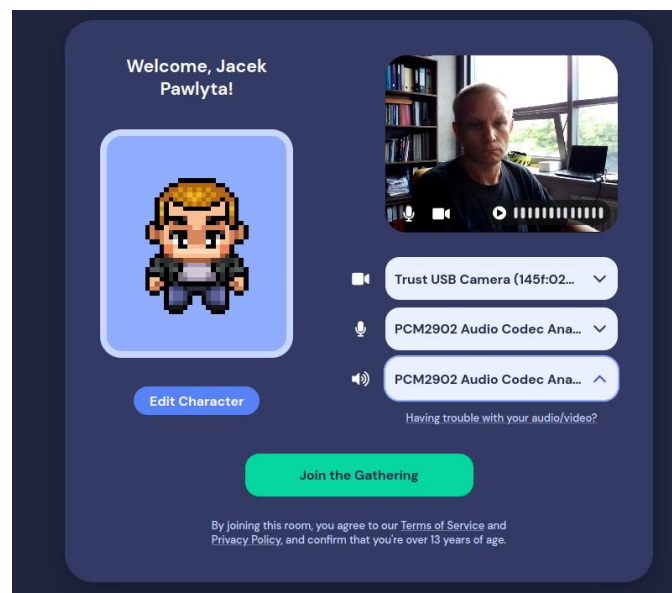 Welcome, Jacek
Pawlyta!
Edit Character
Trust USB Camera (145f:02...
PCM2902 Audio Codec Ana...
PCM2902 Audio Codec Ana...
Having trouble with your audio/video?
Join the Gathering
By joining this room, you agree to our Terms of Service and
Privacy Policy, and confirm that you're over 13 years of age.